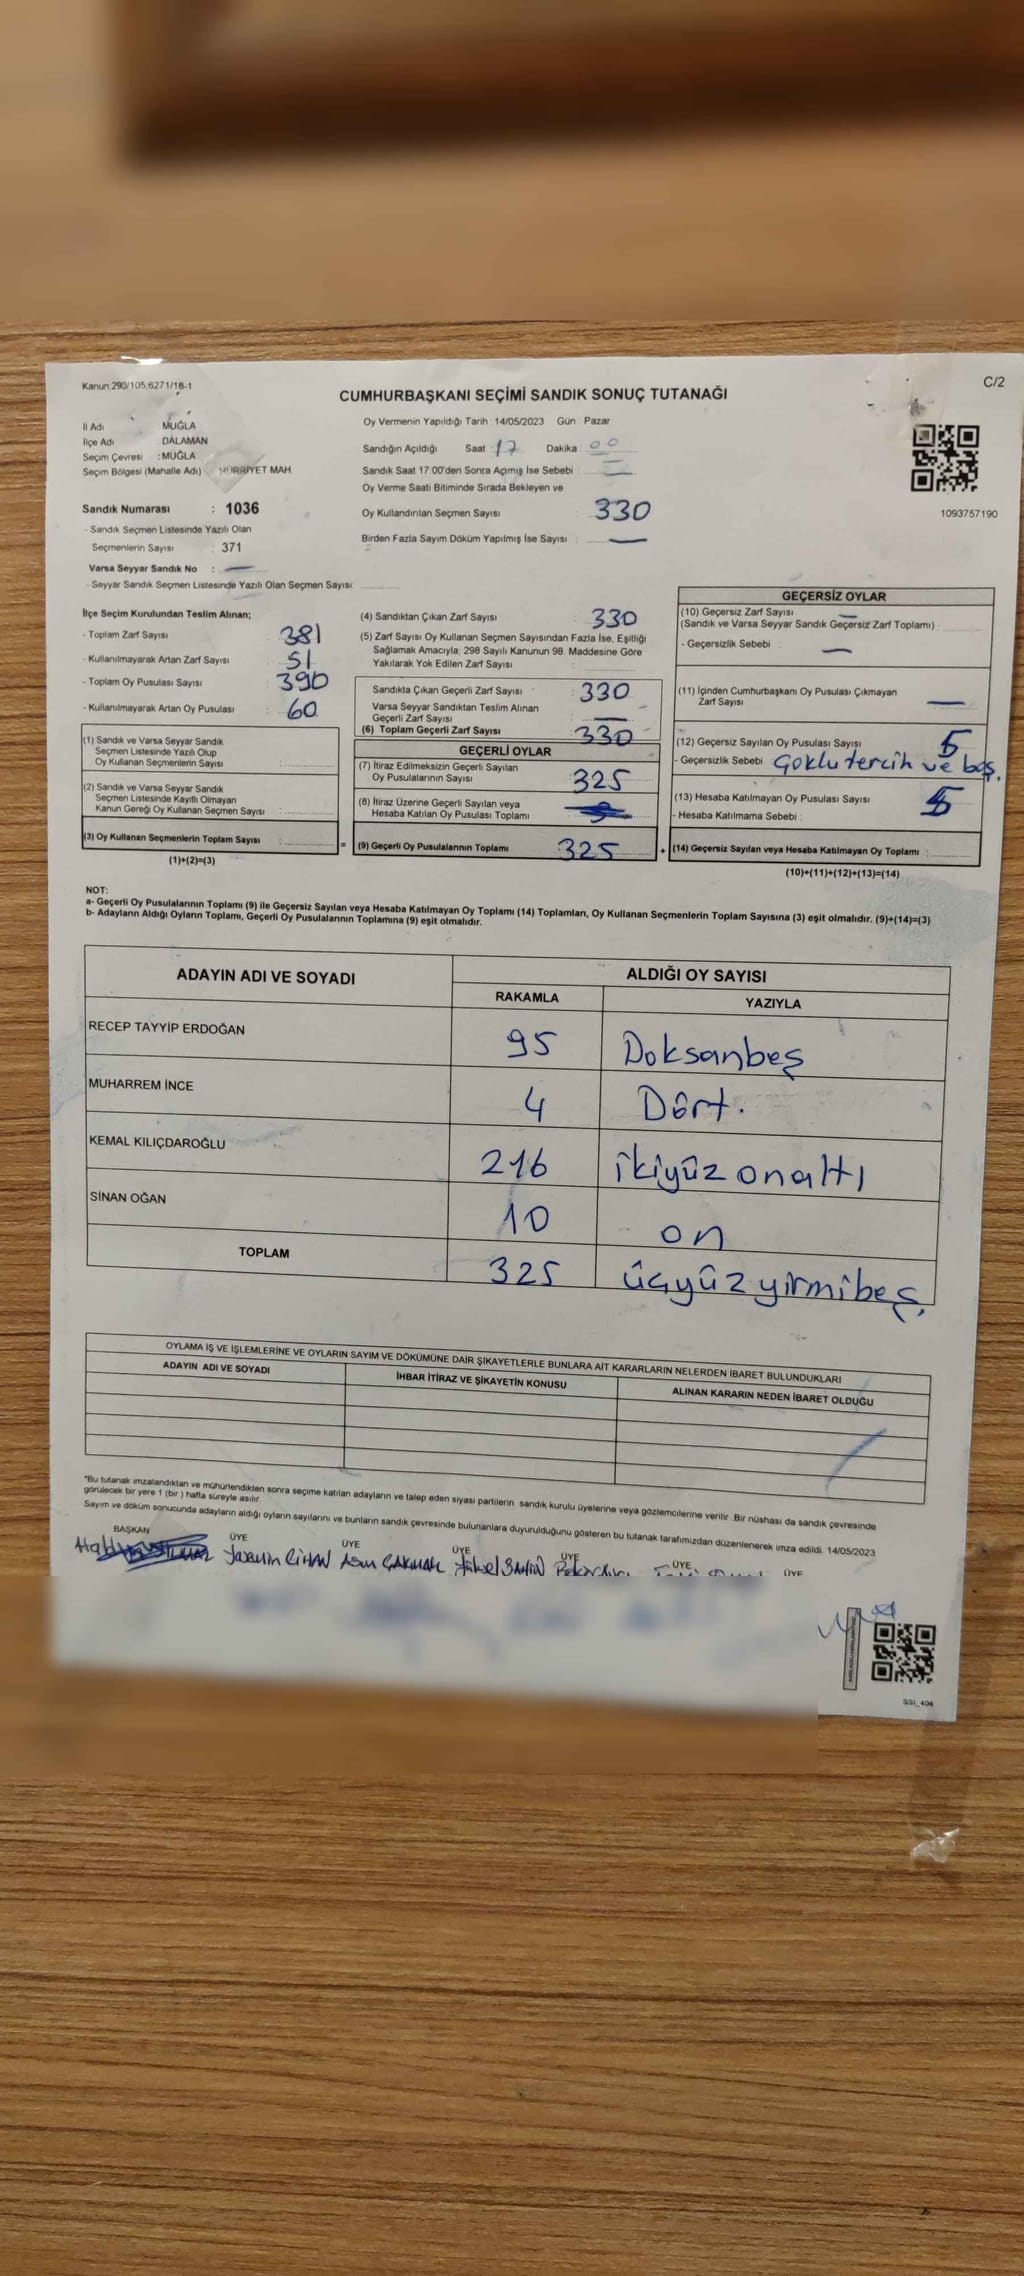 Kanun:290/105,6271/18-1
C/2
CUMHURBAŞKANI SEÇİMİ SANDIK SONUÇ TUTANAĞI
İl Adı MUĞLA
İlçe Adı DALAMAN
Seçim Çevresi : MUĞLA
Seçim Bölgesi (Mahalle Adı) HÜRRİYET MAH.
Sandık Numarası : 1036
- Sandık Seçmen Listesinde Yazılı Olan
Seçmenlerin Sayısı : 371
Varsa Seyyar Sandık No : —
- Seyyar Sandık Seçmen Listesinde Yazılı Olan Seçmen Sayısı:
Oy Vermenin Yapıldığı Tarih : 14/05/2023 Gün Pazar
Sandığın Açıldığı Saat : 17 Dakika : 00
Sandık Saat 17:00'den Sonra Açımış İse Sebebi :
Oy Verme Saati Bitiminde Sırada Bekleyen ve
Oy Kullandırılan Seçmen Sayısı : 330
Birden Fazla Sayım Döküm Yapılmış İse Sayısı : —
1093757190
İlçe Seçim Kurulundan Teslim Alınan;
- Toplam Zarf Sayısı : 381
- Kullanılmayarak Artan Zarf Sayısı : 51
- Toplam Oy Pusulası Sayısı : 390
- Kullanılmayarak Artan Oy Pusulası : 60
(1) Sandık ve Varsa Seyyar Sandık
Seçmen Listesinde Yazılı Olup
Oy Kullanan Seçmenlerin Sayısı :
(2) Sandık ve Varsa Seyyar Sandık
Seçmen Listesinde Kayıtlı Olmayan
Kanun Gereği Oy Kullanan Seçmen Sayısı :
(3) Oy Kullanan Seçmenlerin Toplam Sayısı :
(1)+(2)=(3)
(4) Sandıktan Çıkan Zarf Sayısı : 330
(5) Zarf Sayısı Oy Kullanan Seçmen Sayısından Fazla İse, Eşitliği
Sağlamak Amacıyla; 298 Sayılı Kanunun 98. Maddesine Göre
Yakılarak Yok Edilen Zarf Sayısı :
Sandıkta Çıkan Geçerli Zarf Sayısı : 330
Varsa Seyyar Sandıktan Teslim Alınan
Geçerli Zarf Sayısı : —
(6) Toplam Geçerli Zarf Sayısı : 330
GEÇERLİ OYLAR
(7) İtiraz Edilmeksizin Geçerli Sayılan
Oy Pusulalarının Sayısı : 325
(8) İtiraz Üzerine Geçerli Sayılan veya
Hesaba Katılan Oy Pusulası Toplamı :
= (9) Geçerli Oy Pusulalarının Toplamı : 325
GEÇERSİZ OYLAR
(10) Geçersiz Zarf Sayısı —
(Sandık ve Varsa Seyyar Sandık Geçersiz Zarf Toplamı) :
- Geçersizlik Sebebi : —
(11) İçinden Cumhurbaşkanı Oy Pusulası Çıkmayan
Zarf Sayısı : —
(12) Geçersiz Sayılan Oy Pusulası Sayısı : 5
- Geçersizlik Sebebi Çoklu tercih ve boş.
(13) Hesaba Katılmayan Oy Pusulası Sayısı : 5
- Hesaba Katılmama Sebebi :
+ (14) Geçersiz Sayılan veya Hesaba Katılmayan Oy Toplamı :
(10)+(11)+(12)+(13)=(14)
NOT:
a- Geçerli Oy Pusulalarının Toplamı (9) ile Geçersiz Sayılan veya Hesaba Katılmayan Oy Toplamı (14) Toplamları, Oy Kullanan Seçmenlerin Toplam Sayısına (3) eşit olmalıdır. (9)+(14)=(3)
b- Adayların Aldığı Oyların Toplamı, Geçerli Oy Pusulalarının Toplamına (9) eşit olmalıdır.
ADAYIN ADI VE SOYADI ALDIĞI OY SAYISI
RAKAMLA YAZIYLA
RECEP TAYYİP ERDOĞAN 95 Doksanbeş
MUHARREM İNCE 4 Dört.
KEMAL KILIÇDAROĞLU 216 ikiyüz onaltı
SİNAN OĞAN 10 on
TOPLAM 325 üçyüz yirmibeş.
OYLAMA İŞ VE İŞLEMLERİNE VE OYLARIN SAYIM VE DÖKÜMÜNE DAİR ŞİKAYETLERLE BUNLARA AİT KARARLARIN NELERDEN İBARET BULUNDUKLARI
ADAYIN ADI VE SOYADI İHBAR İTİRAZ VE ŞİKAYETİN KONUSU ALINAN KARARIN NEDEN İBARET OLDUĞU
*Bu tutanak imzalandıktan ve mühürlendikten sonra seçime katılan adayların ve talep eden siyasi partilerin sandık kurulu üyelerine veya gözlemcilerine verilir. Bir nüshası da sandık çevresinde
görülecek bir yere 1 (bir) hafta süreyle asılır.
Sayım ve döküm sonucunda adayların aldığı oyların sayılarını ve bunların sandık çevresinde bulunanlara duyurulduğunu gösteren bu tutanak tarafımızdan düzenlenerek imza edildi. 14/05/2023
BAŞKAN ÜYE ÜYE ÜYE ÜYE ÜYE ÜYE
Yasemin CİHAN Asım ÇAKMAK Yüksel ŞAHİN
SSI_404